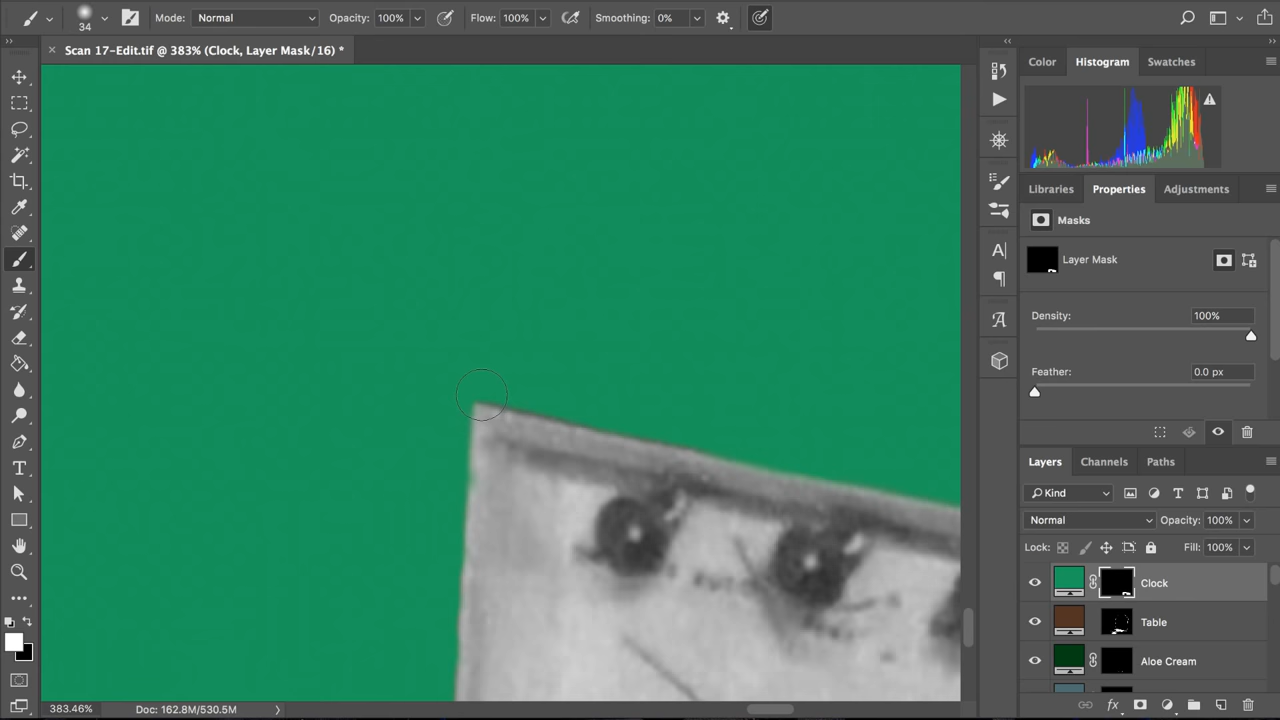 34 Mode: Normal Opacity: 100% Flow: 100% Smoothing: 0%
× Scan 17-Edit.tif @ 383% (Clock, Layer Mask/16) *
Color Histogram Swatches
Libraries Properties Adjustments
Masks
Layer Mask
Density: 100%
Feather: 0.0 px
Layers Channels Paths
Kind
Normal Opacity: 100%
Lock: Fill: 100%
Clock
Table
Aloe Cream
383.46% Doc: 162.8M/530.5M